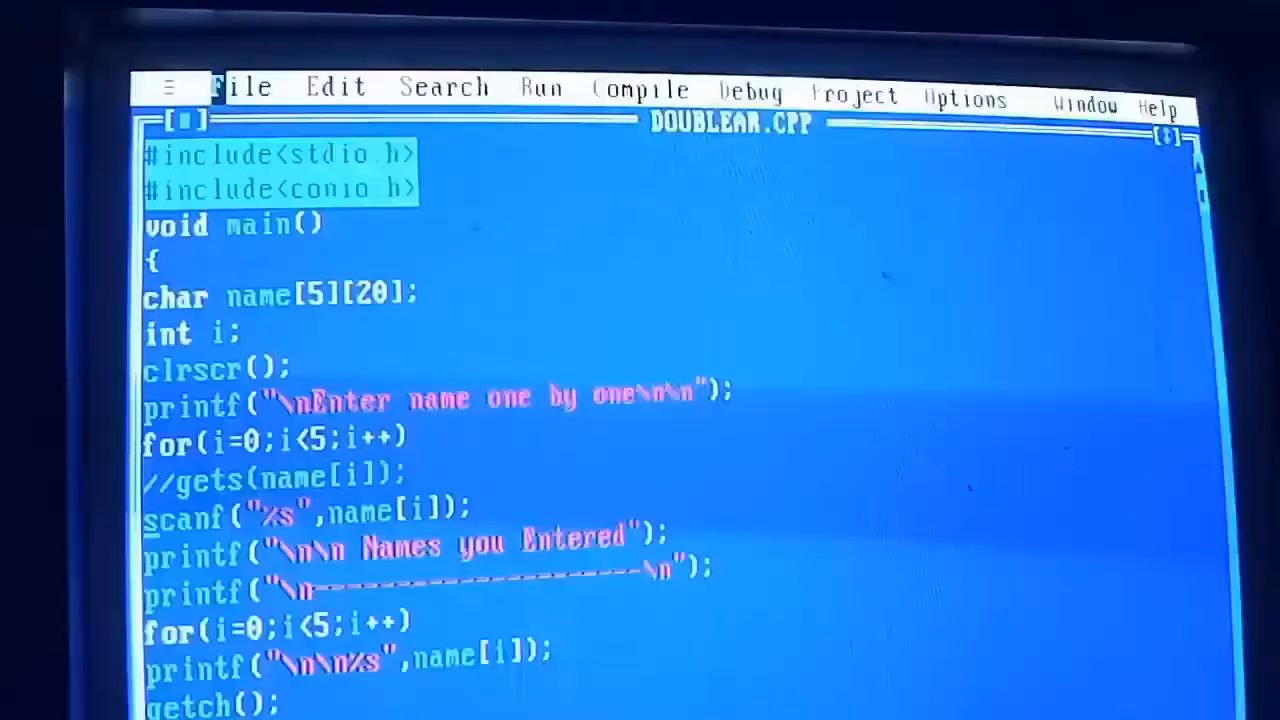 ≡ File Edit Search Run Compile Debug Project Options Window Help
[■] DOUBLEAR.CPP [↕]
#include<stdio.h>
#include<conio.h>
void main()
{
char name[5][20];
int i;
clrscr();
printf("\nEnter name one by one\n\n");
for(i=0;i<5;i++)
//gets(name[i]);
scanf("%s",name[i]);
printf("\n\n Names you Entered");
printf("\n---------------------\n");
for(i=0;i<5;i++)
printf("\n\n%s",name[i]);
getch();